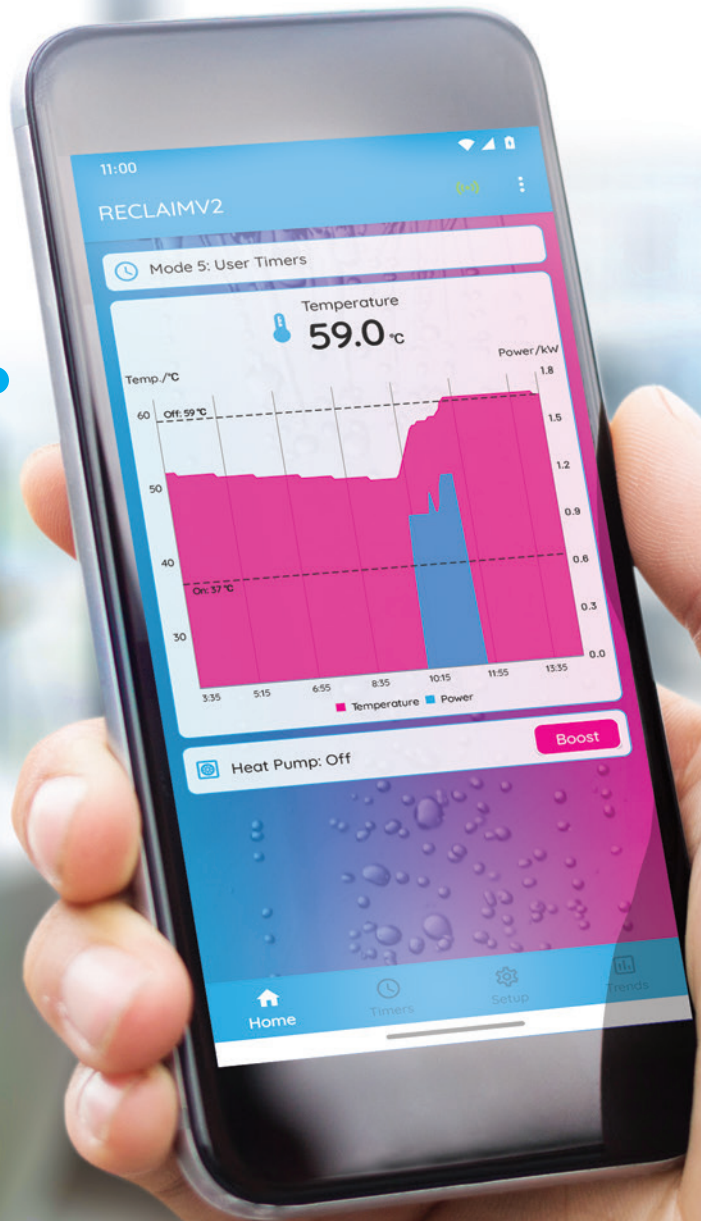 11:00
RECLAIMV2
Mode 5: User Timers
Temperature
59.0 °C
Temp./°C
Power/kW
60
50
40
30
Off: 59 °C
On: 37 °C
1.8
1.5
1.2
0.9
0.6
0.3
0.0
3:35 5:15 6:55 8:35 10:15 11:55 13:35
Temperature Power
Heat Pump: Off
Boost
Home Timers Setup Trends